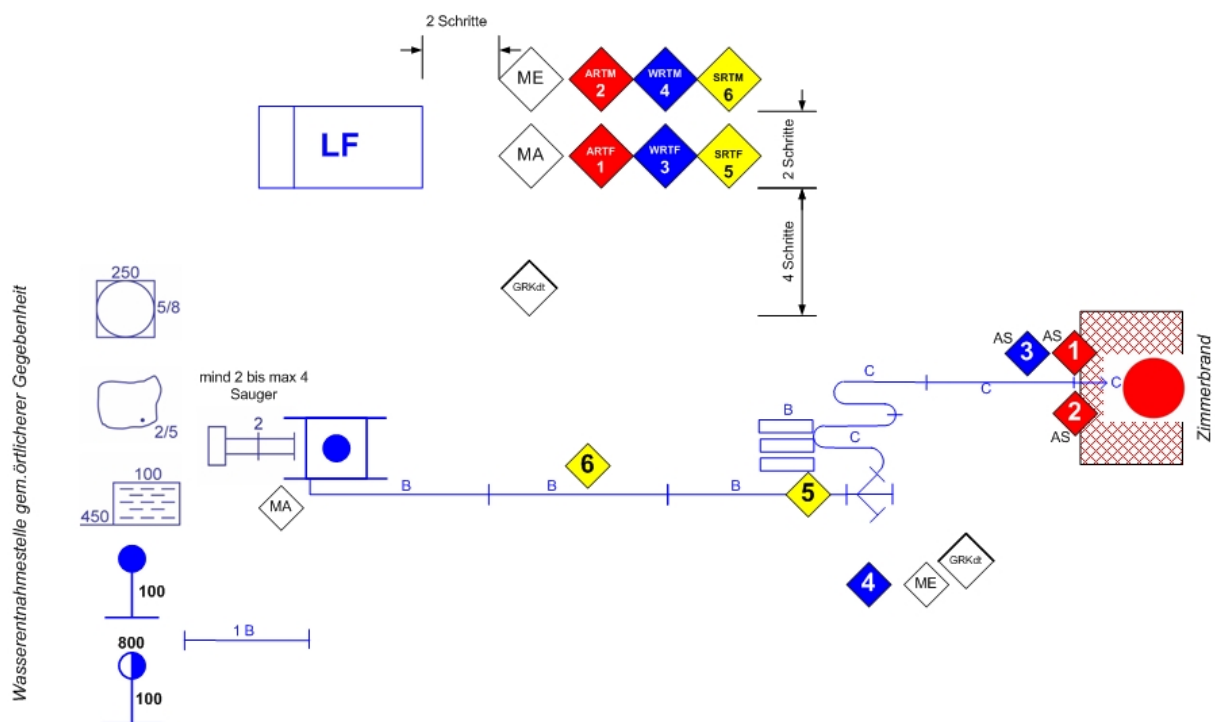 2 Schritte
ME
ARTM
2
WRTM
4
SRTM
6
LF
MA
ARTF
1
WRTF
3
SRTF
5
2 Schritte
4 Schritte
GRKdt
Wasserentnahmestelle gem.örtlicherer Gegebenheit
250
5/8
2/5
100
450
100
800
100
1 B
mind 2 bis max 4
Sauger
2
MA
B
B
B
6
5
B
C
C
C
C
AS
3
AS
1
AS
2
Zimmerbrand
4
ME
GRKdt